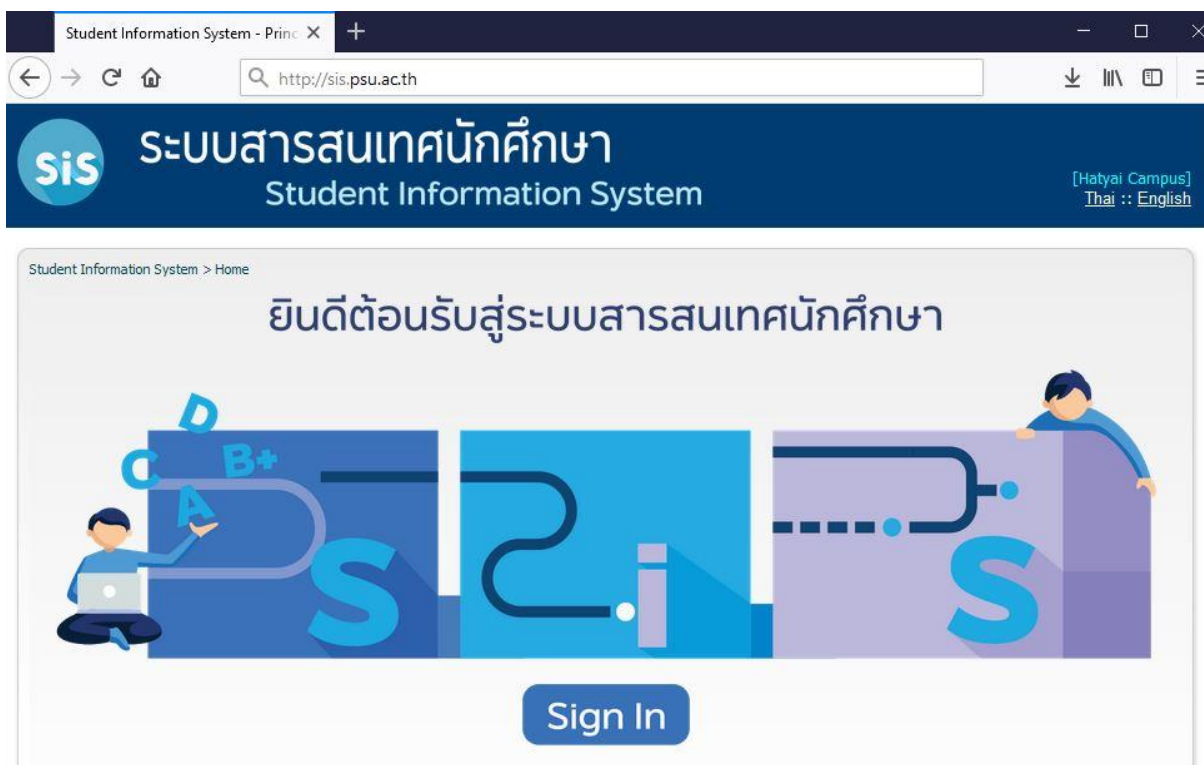 Student Information System - Princ
http://sis.psu.ac.th
SiS
ระบบสารสนเทศนักศึกษา
Student Information System
[Hatyai Campus]
Thai :: English
Student Information System > Home
ยินดีต้อนรับสู่ระบบสารสนเทศนักศึกษา
D
C B+
A
S i S
Sign In